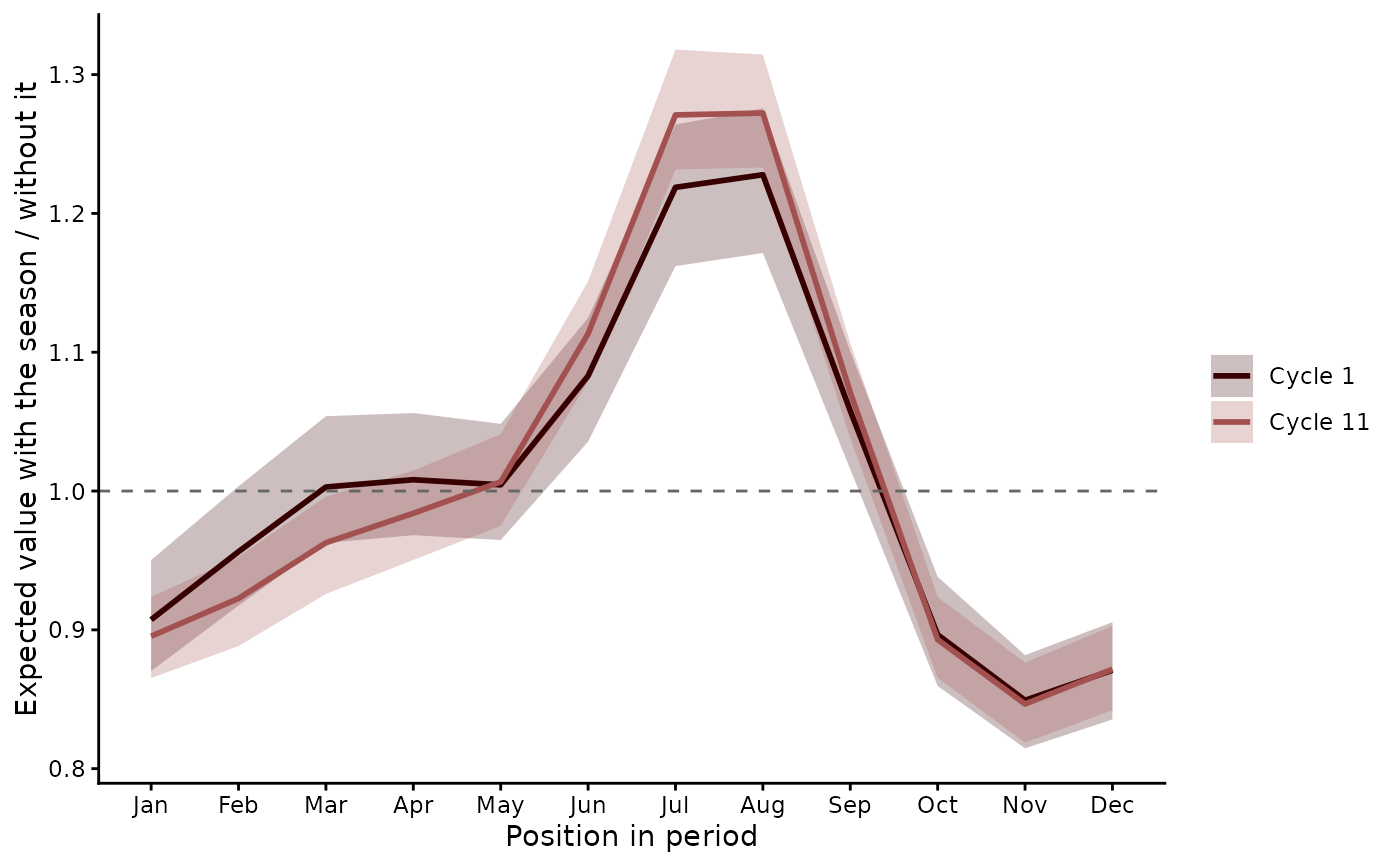 Expected value with the season / without it
1.3
1.2
1.1
1.0
0.9
0.8
Jan Feb Mar Apr May Jun Jul Aug Sep Oct Nov Dec
Position in period
Cycle 1
Cycle 11